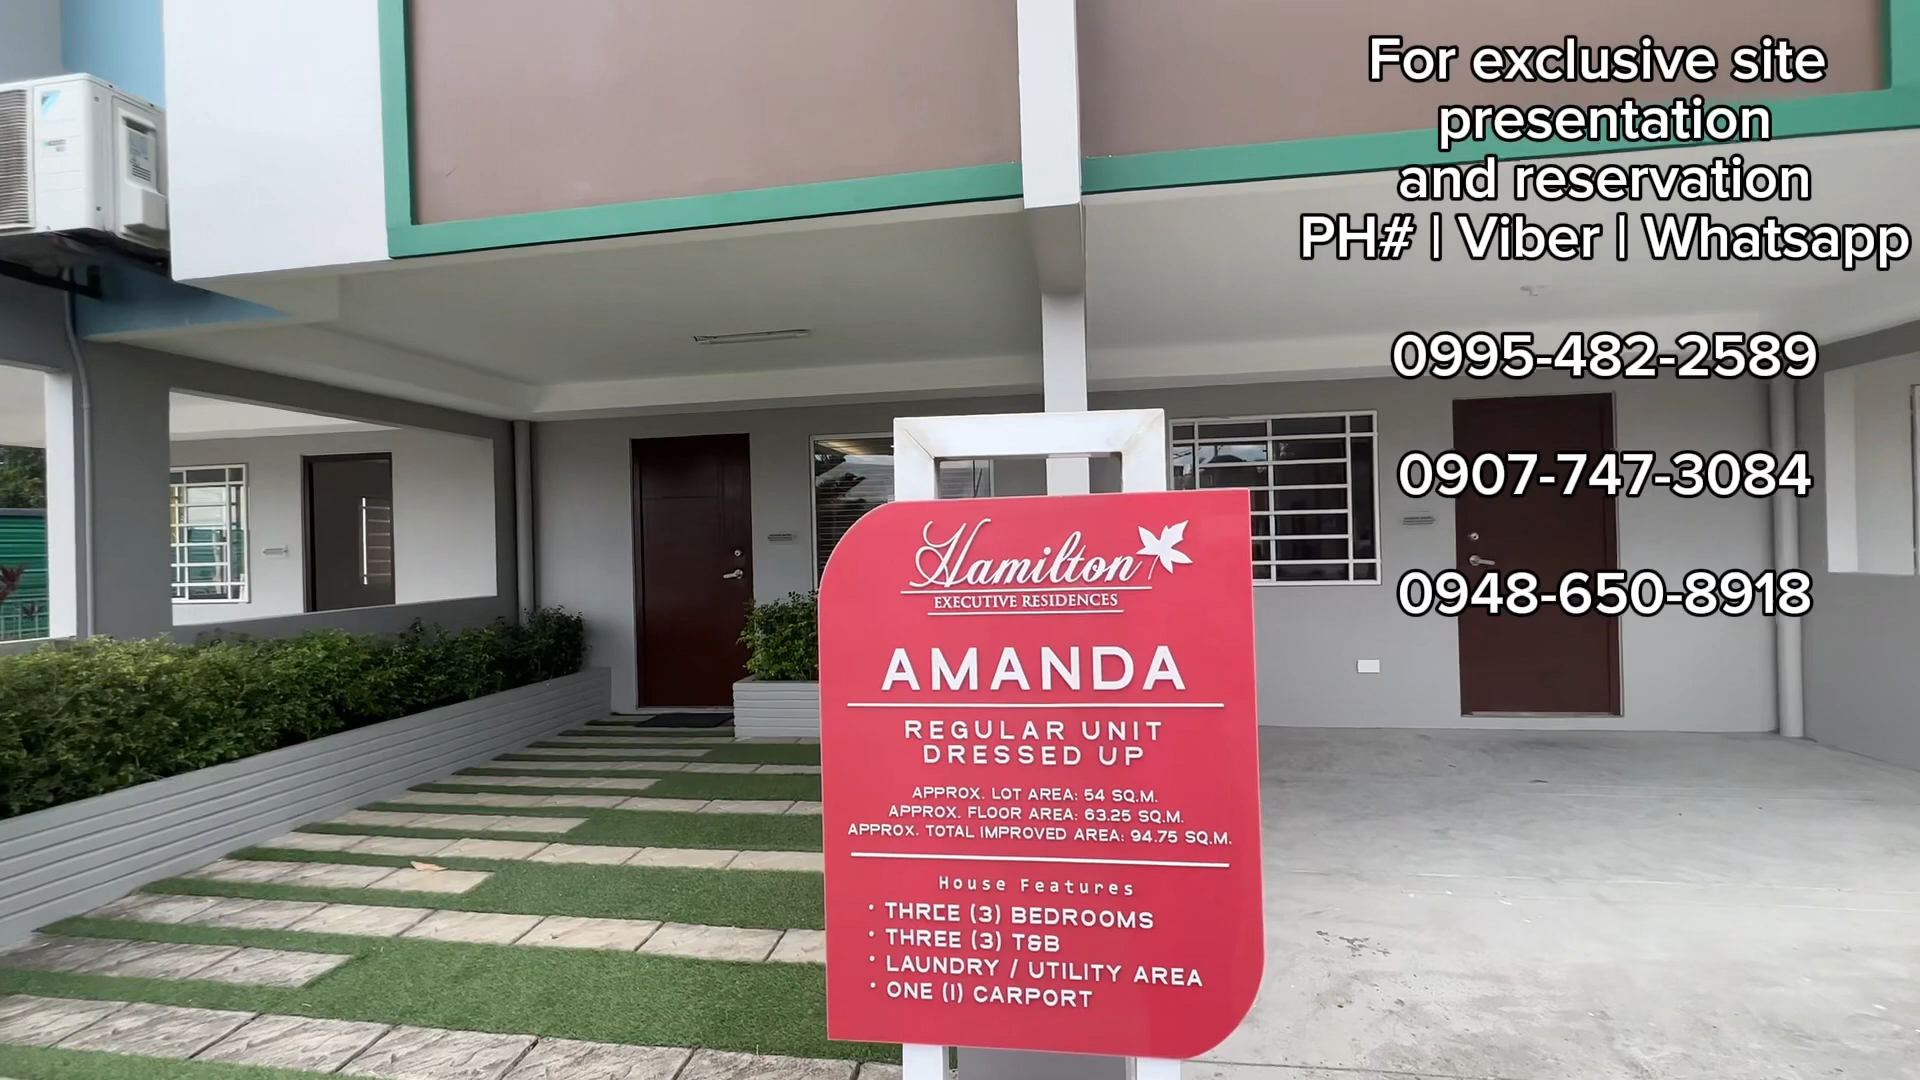 For exclusive site
presentation
and reservation
PH# | Viber | Whatsapp
0995-482-2589
0907-747-3084
0948-650-8918
Hamilton
EXECUTIVE RESIDENCES
AMANDA
REGULAR UNIT
DRESSED UP
APPROX. LOT AREA: 54 SQ.M.
APPROX. FLOOR AREA: 63.25 SQ.M.
APPROX. TOTAL IMPROVED AREA: 94.75 SQ.M.
House Features
• THREE (3) BEDROOMS
• THREE (3) T&B
• LAUNDRY / UTILITY AREA
• ONE (1) CARPORT